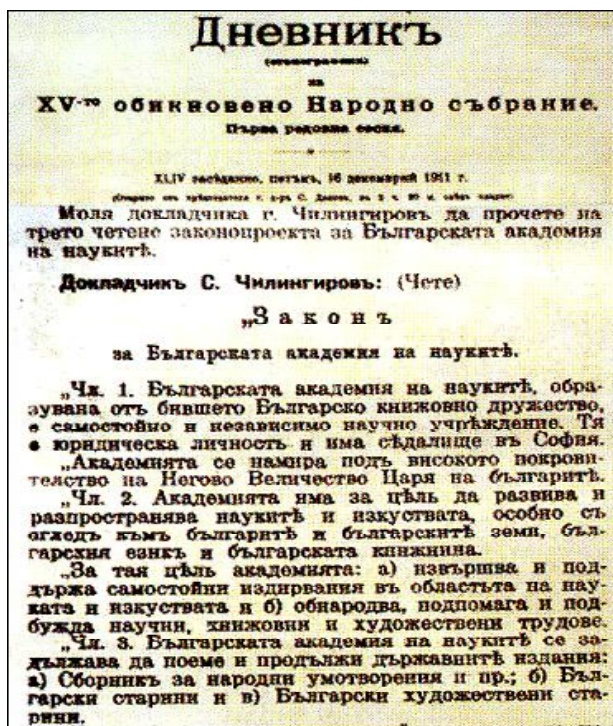 Дневникъ
(стенографски)
на
XV-то обикновено Народно събрание.
Първа редовна сесия.
XLIV заседание, петъкъ, 16 декемврий 1911 г.
Моля докладчика г. Чилингировъ да прочете на
трето четене законопроекта за Българската академия
на наукитѣ.
Докладчикъ С. Чилингировъ: (Чете)
„Законъ
за Българската академия на наукитѣ.
„Чл. 1. Българската академия на наукитѣ, обра-
зувана отъ бившето Българско книжовно дружество,
е самостойно и независимо научно учрѣждение. Тя
е юридическа личность и има сѣдалище въ София.
„Академията се намира подъ високото покрови-
телство на Негово Величество Царя на българитѣ.
„Чл. 2. Академията има за цѣль да развива и
разпространява наукитѣ и изкуствата, особно съ
огледъ къмъ българитѣ и българскитѣ земи, бъл-
гарския езикъ и българската книжнина.
„За тая цѣль академията: а) извършва и под-
държа самостойни издирвания въ областьта на нау-
ката и изкуствата и б) обнародва, подпомага и под-
бужда научни, книжовни и художествени трудове.
„Чл. 3. Българската академия на наукитѣ се за-
дължава да поеме и продължи държавнитѣ издания:
а) Сборникъ за народни умотворения и пр.; б) Бъл-
гарски старини и в) Български художествени ста-
рини.